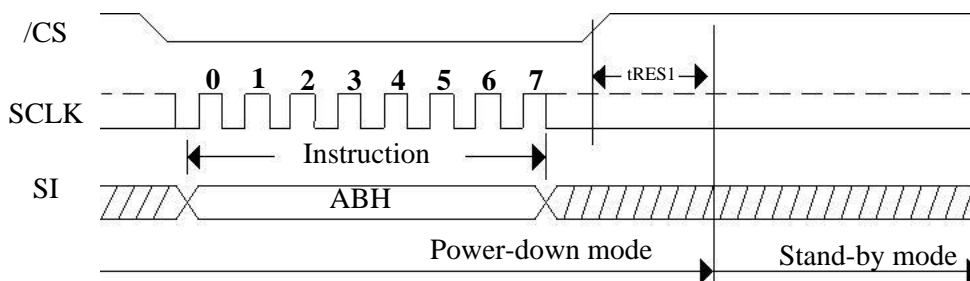 /CS
tRES1
0 1 2 3 4 5 6 7
SCLK
Instruction
SI
ABH
Power-down mode
Stand-by mode